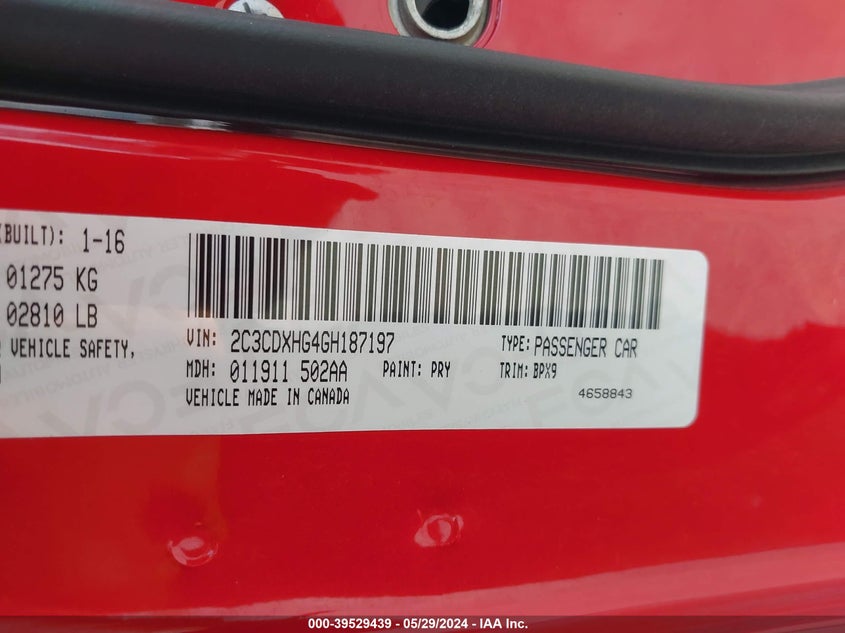 (BUILT): 1-16
01275 KG
02810 LB
VEHICLE SAFETY,
VIN: 2C3CDXHG4GH187197
TYPE: PASSENGER CAR
MDH: 011911 502AA
PAINT: PRY
TRIM: BPX9
VEHICLE MADE IN CANADA
4658843
000-39529439 - 05/29/2024 - IAA Inc.